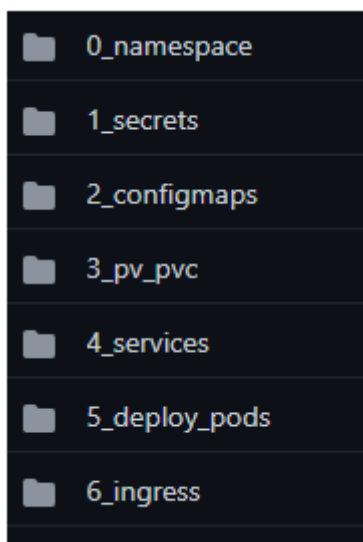 0_namespace
1_secrets
2_configmaps
3_pv_pvc
4_services
5_deploy_pods
6_ingress